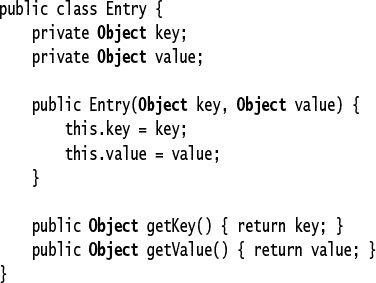 public class Entry {
    private Object key;
    private Object value;

    public Entry(Object key, Object value) {
        this.key = key;
        this.value = value;
    }

    public Object getKey() { return key; }
    public Object getValue() { return value; }
}